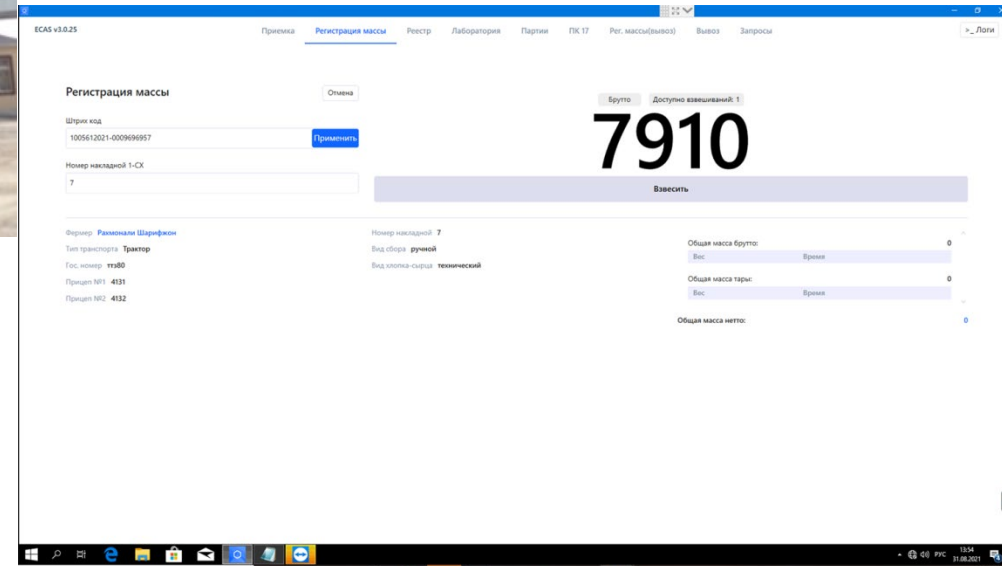 ECAS v3.0.25
Приемка Регистрация массы Реестр Лаборатория Партии ПК 17 Рег. массы(вывоз) Вывоз Запросы >_ Логи
Регистрация массы Отмена
Брутто Доступно взвешиваний: 1
7910
Штрих код
1005612021-0009696957 Применить
Номер накладной 1-СХ
7
Взвесить
Фермер Рахмонали Шарифжон
Тип транспорта Трактор
Гос. номер ттз80
Прицеп №1 4131
Прицеп №2 4132
Номер накладной 7
Вид сбора ручной
Вид хлопка-сырца технический
Общая масса брутто: 0
Вес Время
Общая масса тары: 0
Вес Время
Общая масса нетто: 0
РУС 13:54
31.08.2021